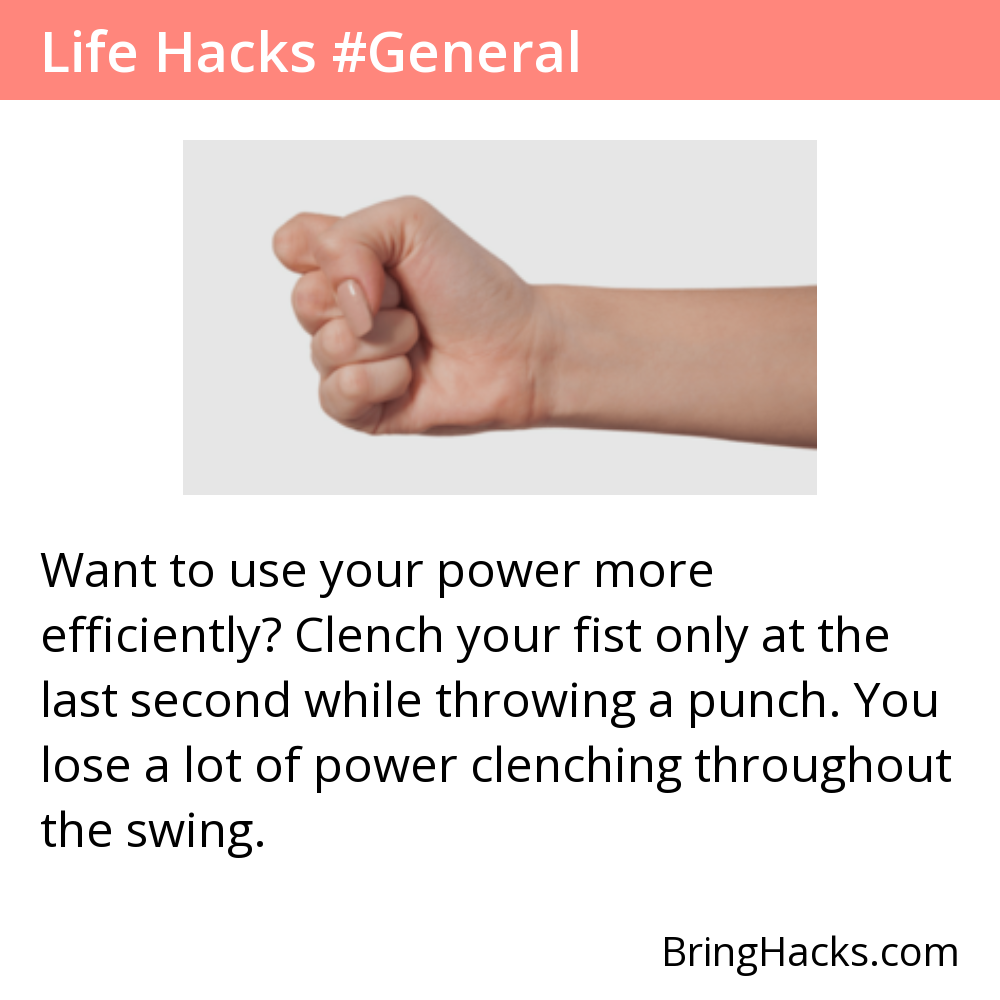 Life Hacks #General
Want to use your power more
efficiently? Clench your fist only at the
last second while throwing a punch. You
lose a lot of power clenching throughout
the swing.
BringHacks.com